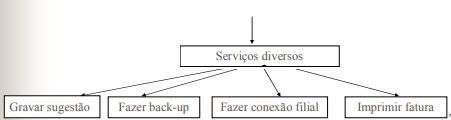 Serviços diversos
Gravar sugestão
Fazer back-up
Fazer conexão filial
Imprimir fatura